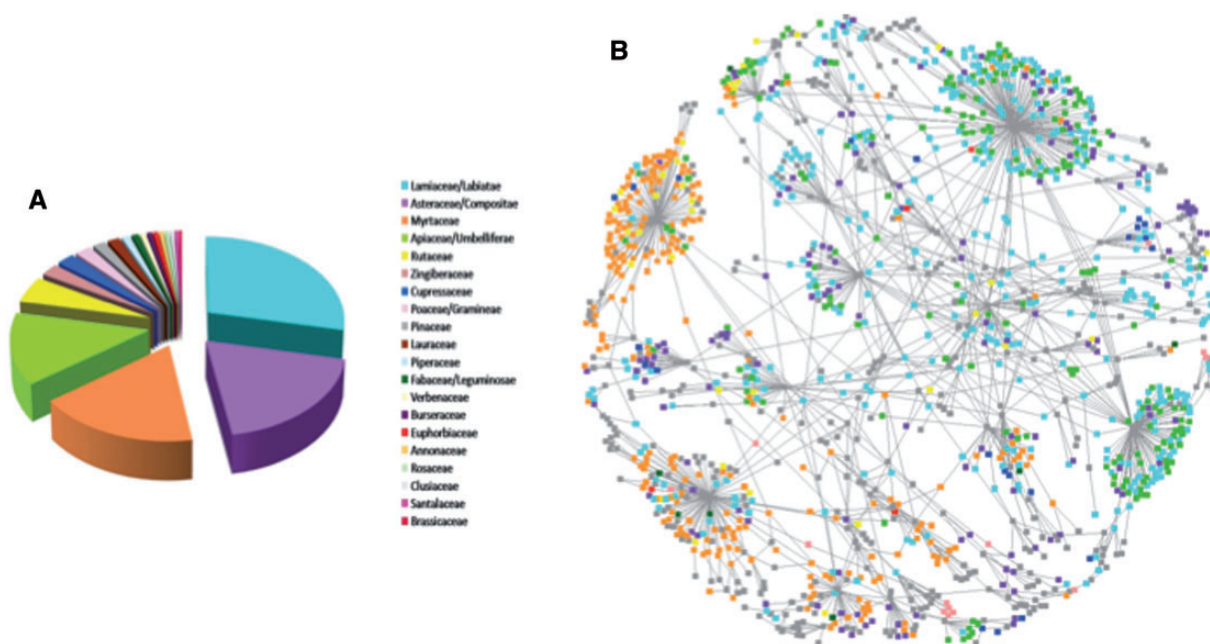 A
B
Lamiaceae/Labiatae
Asteraceae/Compositae
Myrtaceae
Apiaceae/Umbelliferae
Rutaceae
Zingiberaceae
Cupressaceae
Poaceae/Gramineae
Pinaceae
Lauraceae
Piperaceae
Fabaceae/Leguminosae
Verbenaceae
Burseraceae
Euphorbiaceae
Annonaceae
Rosaceae
Clusiaceae
Santalaceae
Brassicaceae